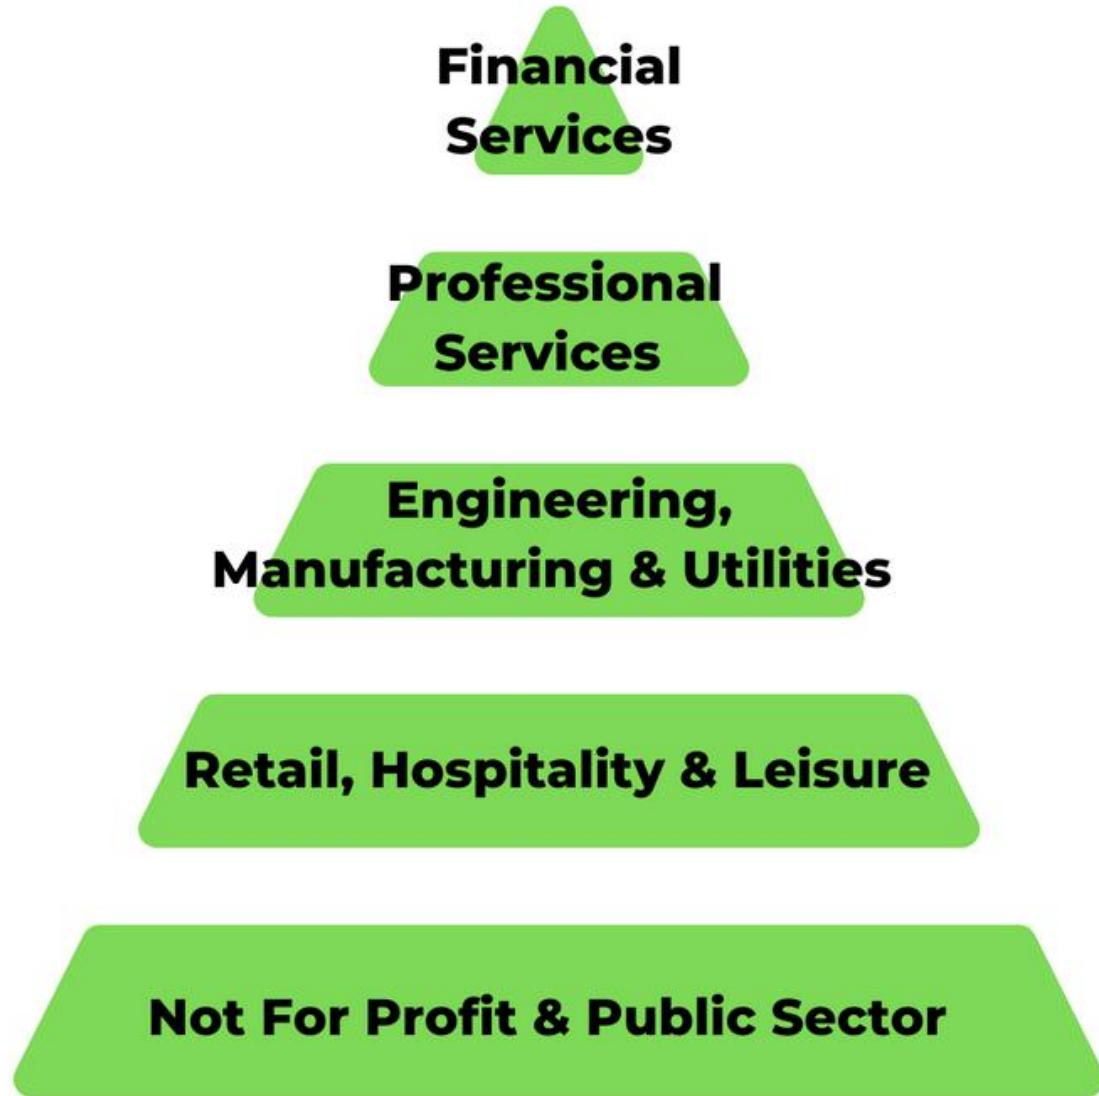 Financial
Services
Professional
Services
Engineering,
Manufacturing & Utilities
Retail, Hospitality & Leisure
Not For Profit & Public Sector